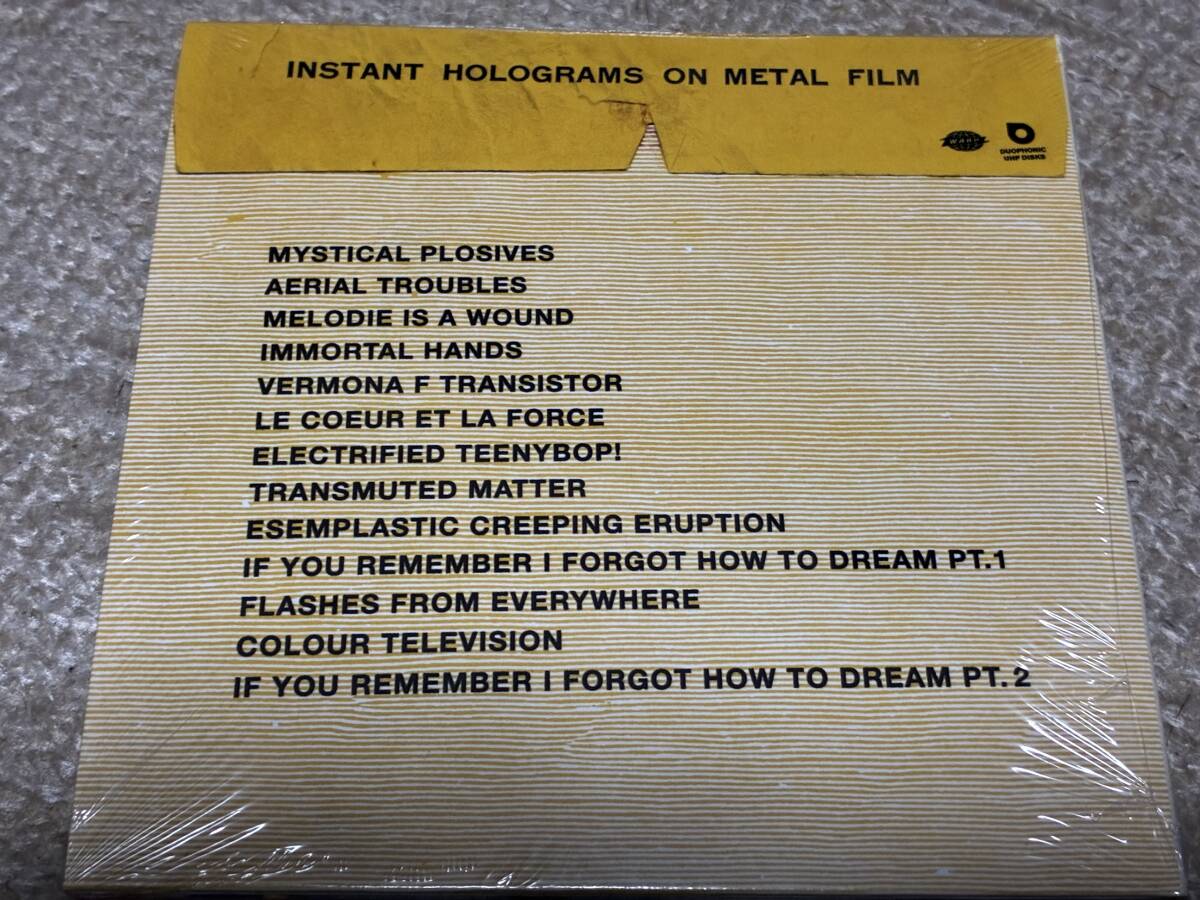 INSTANT HOLOGRAMS ON METAL FILM
WARP
DUOPHONIC
UHF DISKS
MYSTICAL PLOSIVES
AERIAL TROUBLES
MELODIE IS A WOUND
IMMORTAL HANDS
VERMONA F TRANSISTOR
LE COEUR ET LA FORCE
ELECTRIFIED TEENYBOP!
TRANSMUTED MATTER
ESEMPLASTIC CREEPING ERUPTION
IF YOU REMEMBER I FORGOT HOW TO DREAM PT.1
FLASHES FROM EVERYWHERE
COLOUR TELEVISION
IF YOU REMEMBER I FORGOT HOW TO DREAM PT.2